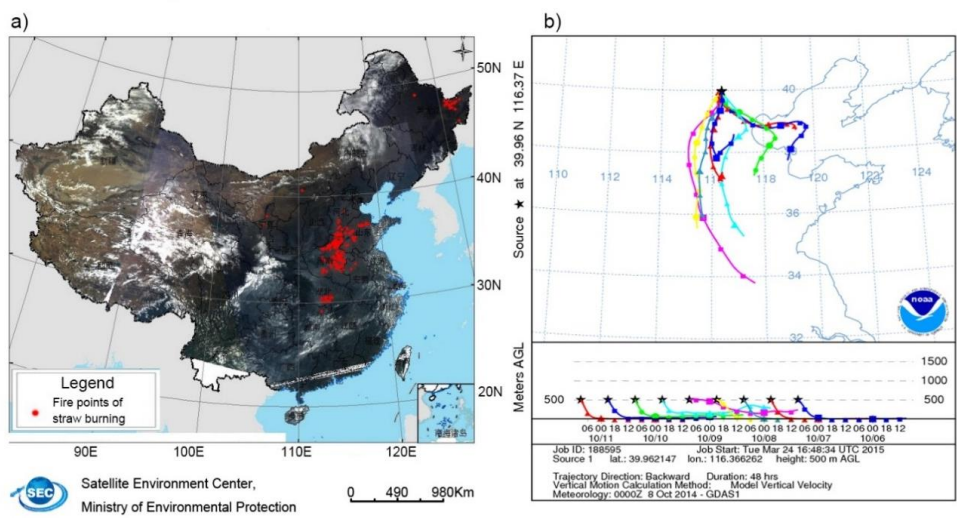 a)
50N
40N
30N
20N
Legend
Fire points of
straw burning
南海诸岛
90E
100E
110E
120E
SEC
Satellite Environment Center,
Ministry of Environmental Protection
0 490 980Km
b)
Source ★ at 39.96 N 116.37 E
40
110
112
114
116
118
120
122
124
36
34
32
noaa
Meters AGL
1500
1000
500
500
06 00 18 12 06 00 18 12 06 00 18 12 06 00 18 12 06 00 18 12 06 00 18 12
10/11 10/10 10/09 10/08 10/07 10/06
Job ID: 188595 Job Start: Tue Mar 24 16:48:34 UTC 2015
Source 1 lat.: 39.962147 lon.: 116.366262 height: 500 m AGL
Trajectory Direction: Backward Duration: 48 hrs
Vertical Motion Calculation Method: Model Vertical Velocity
Meteorology: 0000Z 8 Oct 2014 - GDAS1